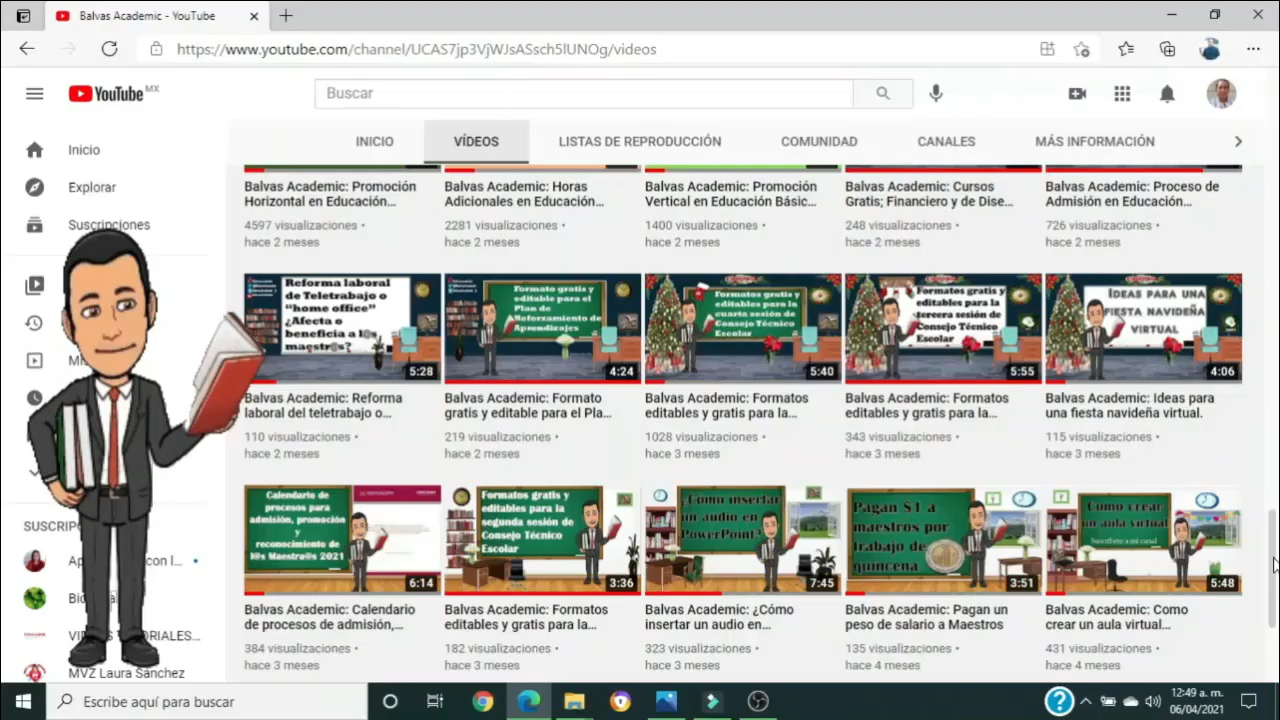 Balvas Academic - YouTube
https://www.youtube.com/channel/UCAS7jp3VjWJsASsch5lUNOg/videos
YouTube MX
Buscar
INICIO
VÍDEOS
LISTAS DE REPRODUCCIÓN
COMUNIDAD
CANALES
MÁS INFORMACIÓN
Inicio
Explorar
Suscripciones
SUSCRIP
con l...
Bio
VI
RIALES...
MVZ Laura Sánchez
Balvas Academic: Promoción
Horizontal en Educación...
4597 visualizaciones •
hace 2 meses
Balvas Academic: Horas
Adicionales en Educación...
2281 visualizaciones •
hace 2 meses
Balvas Academic: Promoción
Vertical en Educación Básic...
1400 visualizaciones •
hace 2 meses
Balvas Academic: Cursos
Gratis; Financiero y de Dise...
248 visualizaciones •
hace 2 meses
Balvas Academic: Proceso de
Admisión en Educación...
726 visualizaciones •
hace 2 meses
Reforma laboral
de Teletrabajo o
"home office"
¿Afecta o
beneficia a l@s
maestr@s?
5:28
Balvas Academic: Reforma
laboral del teletrabajo o...
110 visualizaciones •
hace 2 meses
Formato gratis y
editable para el
Plan de
Reforzamiento de
Aprendizajes
4:24
Balvas Academic: Formato
gratis y editable para el Pla...
219 visualizaciones •
hace 2 meses
Formatos gratis y
editables para la
cuarta sesión de
Consejo Técnico
Escolar
5:40
Balvas Academic: Formatos
editables y gratis para la...
1028 visualizaciones •
hace 3 meses
Formatos gratis y
editables para la
tercera sesión de
Consejo Técnico
Escolar
5:55
Balvas Academic: Formatos
editables y gratis para la...
343 visualizaciones •
hace 3 meses
IDEAS PARA UNA
FIESTA NAVIDEÑA
VIRTUAL
4:06
Balvas Academic: Ideas para
una fiesta navideña virtual.
115 visualizaciones •
hace 3 meses
Calendario de
procesos para
admisión, promoción
y
reconocimiento de
l@s Maestra@s 2021
6:14
Balvas Academic: Calendario
de procesos de admisión,...
384 visualizaciones •
hace 3 meses
Formatos gratis y
editables para la
segunda sesión de
Consejo Técnico
Escolar
3:36
Balvas Academic: Formatos
editables y gratis para la...
182 visualizaciones •
hace 3 meses
¿Como insertar
un audio en
PowerPoint?
7:45
Balvas Academic: ¿Cómo
insertar un audio en...
323 visualizaciones •
hace 3 meses
Pagan $1 a
maestros por
trabajo de
quincena
3:51
Balvas Academic: Pagan un
peso de salario a Maestros
135 visualizaciones •
hace 4 meses
Como crear
un aula virtual
Suscríbete a mi canal
5:48
Balvas Academic: Como
crear un aula virtual...
431 visualizaciones •
hace 4 meses
Escribe aquí para buscar
12:49 a. m.
06/04/2021